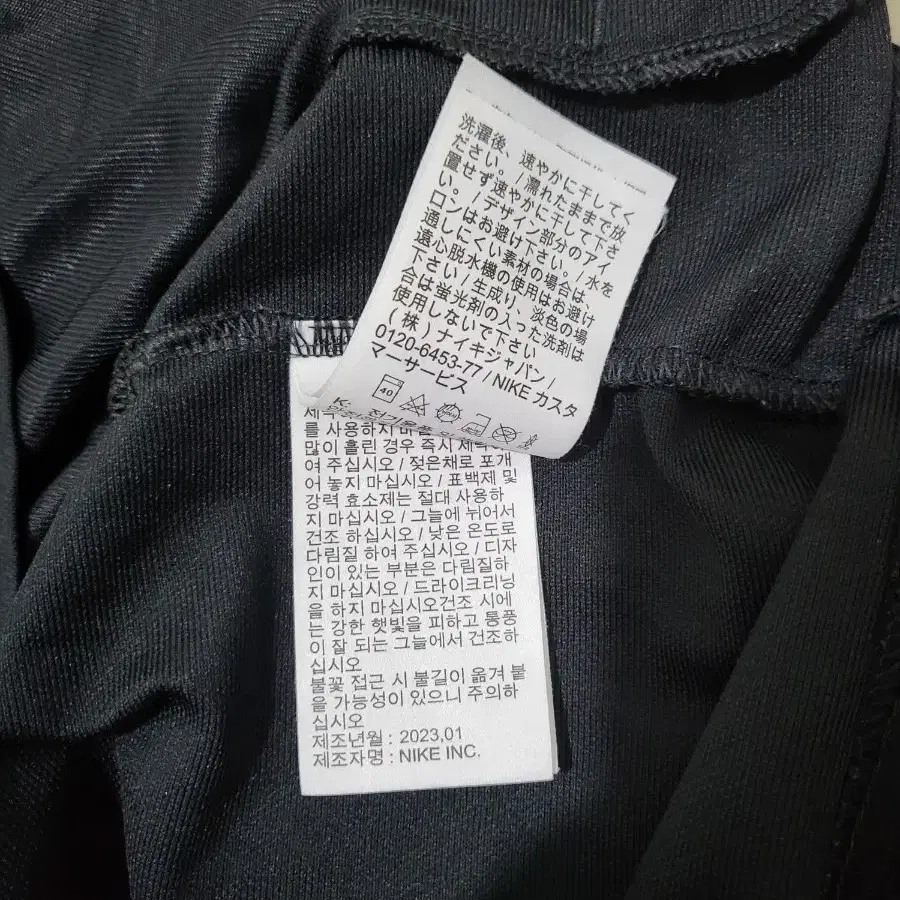 洗濯後、速やかに干してく
ださい。/ 濡れたままで放
置せず速やかに干して下さ
い。/ デザイン部分のアイ
ロンはお避け下さい。/ 水を
通しにくい素材の場合は、
遠心脱水機の使用はお避け
下さい / 生成り、淡色の場
合は蛍光剤の入った洗剤は
使用しないで下さい
(株)ナイキジャパン /
0120-6453-77 / NIKE カスタ
マーサービス
40
를 사용하지
많이 흘린 경우 즉시
여 주십시오 / 젖은채로 포개
어 놓지 마십시오 / 표백제 및
강력 효소제는 절대 사용하
지 마십시오 / 그늘에 뉘어서
건조 하십시오 / 낮은 온도로
다림질 하여 주십시오 / 디자
인이 있는 부분은 다림질하
지 마십시오 / 드라이크리닝
을 하지 마십시오건조 시에
는 강한 햇빛을 피하고 통풍
이 잘 되는 그늘에서 건조하
십시오
불꽃 접근 시 불길이 옮겨 붙
을 가능성이 있으니 주의하
십시오
제조년월 : 2023,01
제조자명 : NIKE INC.